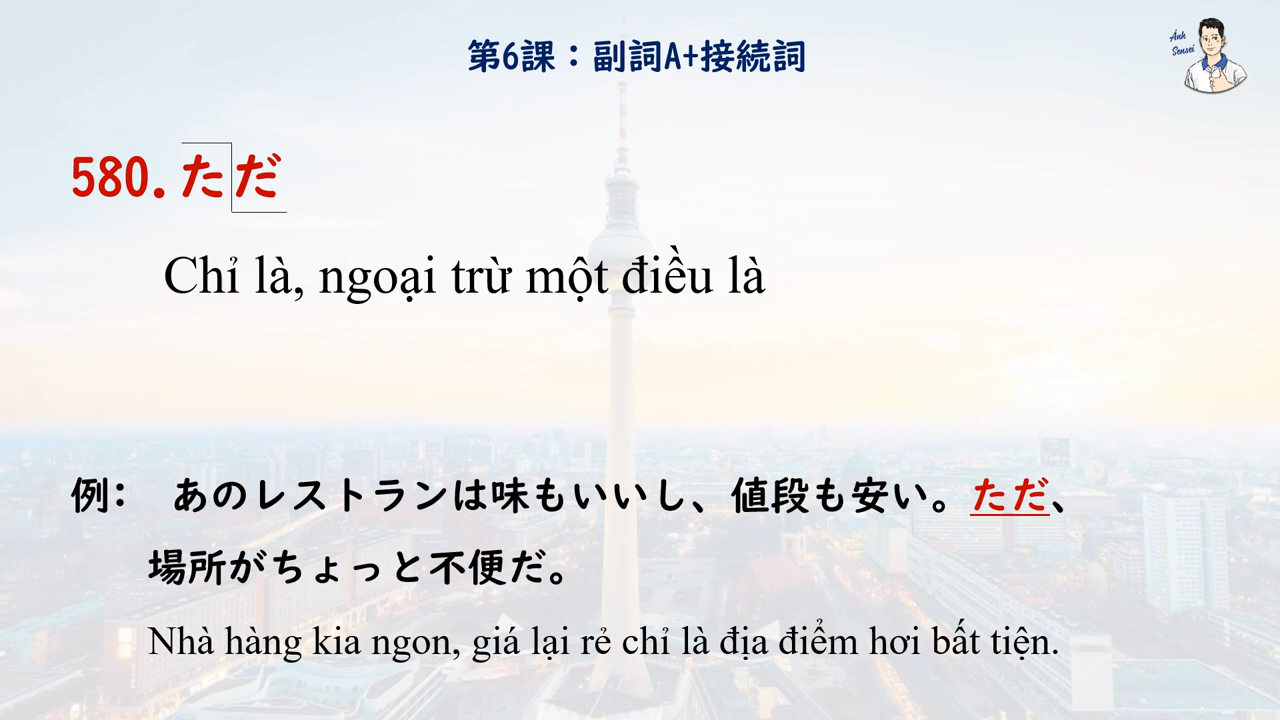 第6課：副詞A+接続詞
Anh
Sensei
580. ただ
Chỉ là, ngoại trừ một điều là
例： あのレストランは味もいいし、値段も安い。ただ、
場所がちょっと不便だ。
Nhà hàng kia ngon, giá lại rẻ chỉ là địa điểm hơi bất tiện.